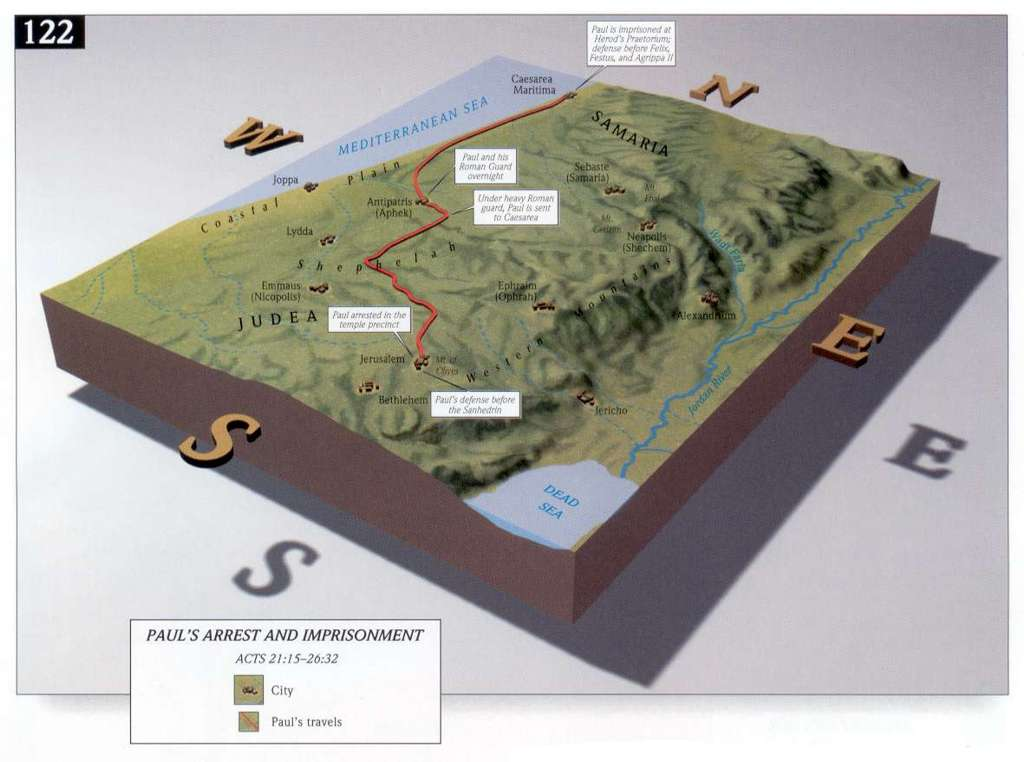 122
Paul is imprisoned at
Herod's Praetorium;
defense before Felix,
Festus, and Agrippa II
Caesarea
Maritima
N
W
MEDITERRANEAN SEA
SAMARIA
Paul and his
Roman Guard
overnight
Joppa
Coastal Plain
Sebaste
(Samaria)
Mt.
Ebal
Antipatris
(Aphek)
Under heavy Roman
guard, Paul is sent
to Caesarea
Mt.
Gerizim
Neapolis
(Shechem)
Wadi Faria
Lydda
Shephelah
Emmaus
(Nicopolis)
Ephraim
(Ophrah)
Western Mountains
Alexandrium
JUDEA
Paul arrested in the
temple precinct
E
Jerusalem
Mt. of
Olives
Jordan River
Bethlehem
Paul's defense before
the Sanhedrin
Jericho
S
E
DEAD
SEA
S
PAUL'S ARREST AND IMPRISONMENT
ACTS 21:15–26:32
City
Paul's travels